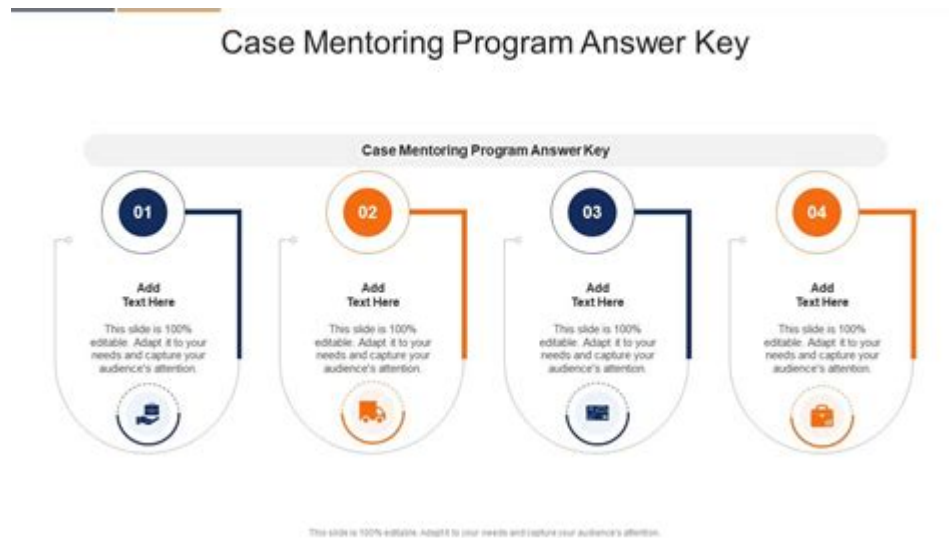 Case Mentoring Program Answer Key
Case Mentoring Program Answer Key
01
02
03
04
Add
Text Here
This slide is 100%
editable. Adapt it to your
needs and capture your
audience's attention.
Add
Text Here
This slide is 100%
editable. Adapt it to your
needs and capture your
audience's attention.
Add
Text Here
This slide is 100%
editable. Adapt it to your
needs and capture your
audience's attention.
Add
Text Here
This slide is 100%
editable. Adapt it to your
needs and capture your
audience's attention.
This slide is 100% editable. Adapt it to your needs and capture your audience's attention.